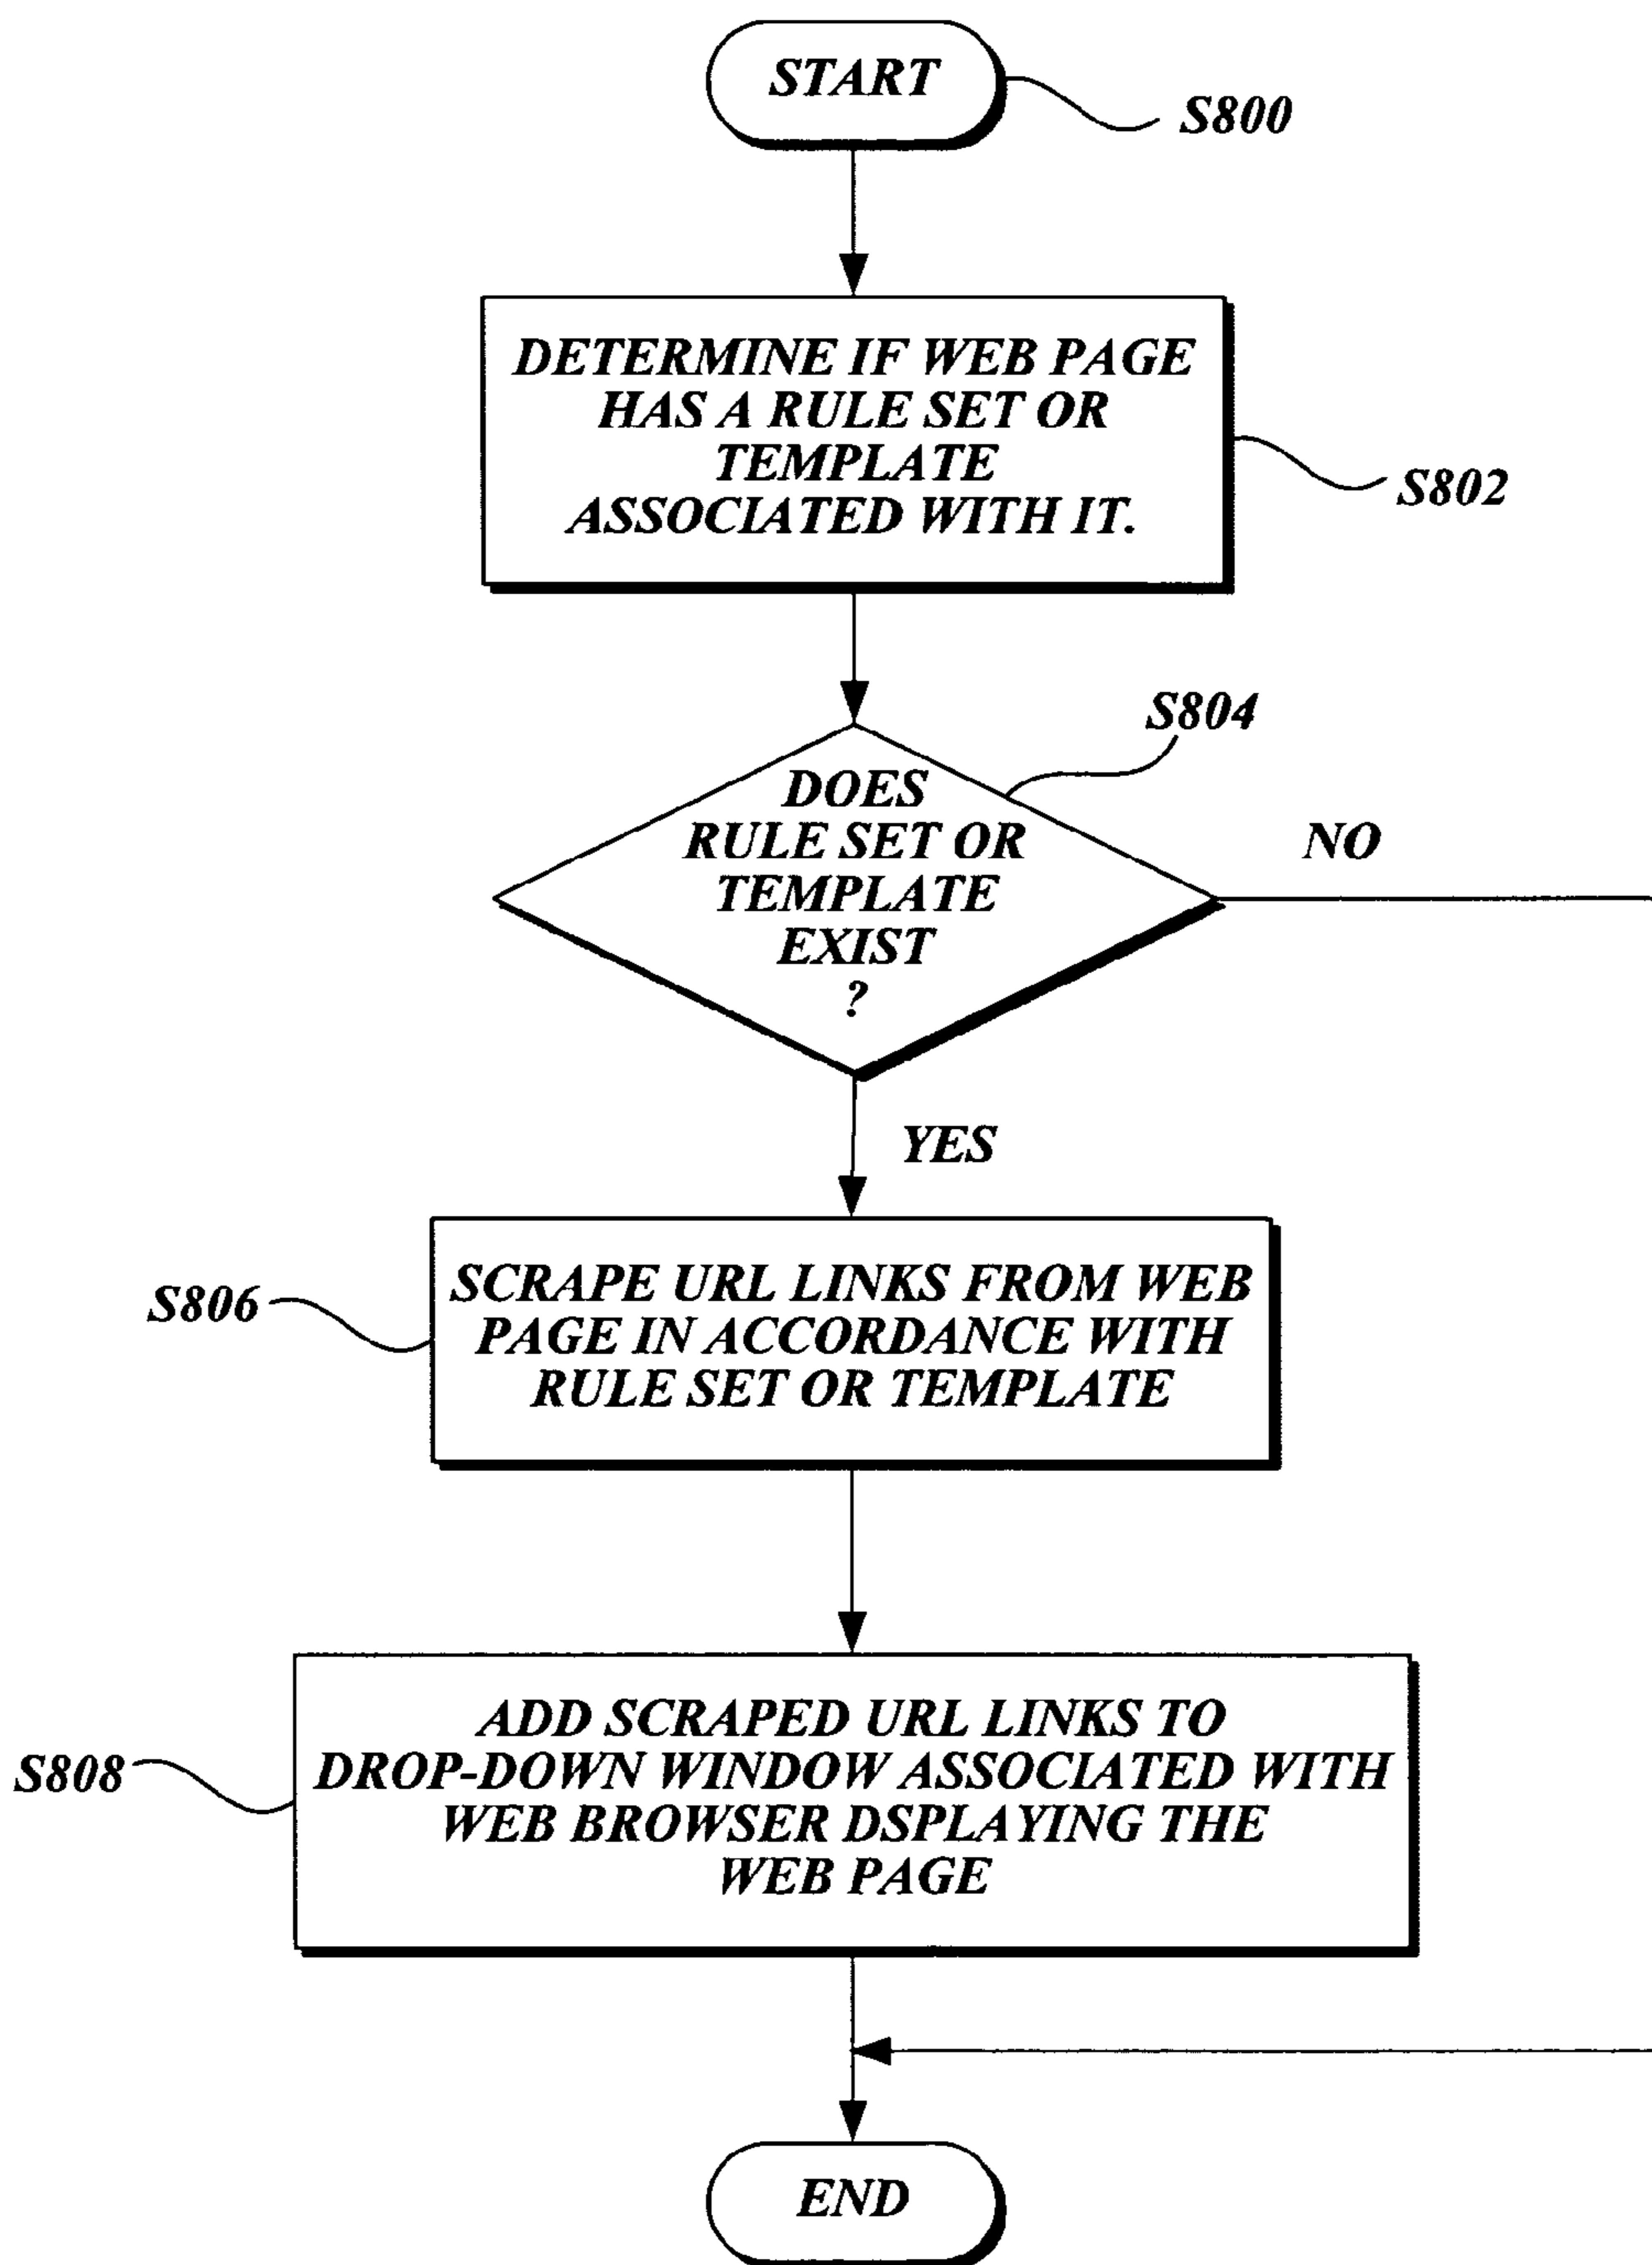 START
S800
DETERMINE IF WEB PAGE
HAS A RULE SET OR
TEMPLATE
ASSOCIATED WITH IT.
S802
S804
DOES
RULE SET OR
TEMPLATE
EXIST
?
NO
YES
S806
SCRAPE URL LINKS FROM WEB
PAGE IN ACCORDANCE WITH
RULE SET OR TEMPLATE
S808
ADD SCRAPED URL LINKS TO
DROP-DOWN WINDOW ASSOCIATED WITH
WEB BROWSER DSPLAYING THE
WEB PAGE
END